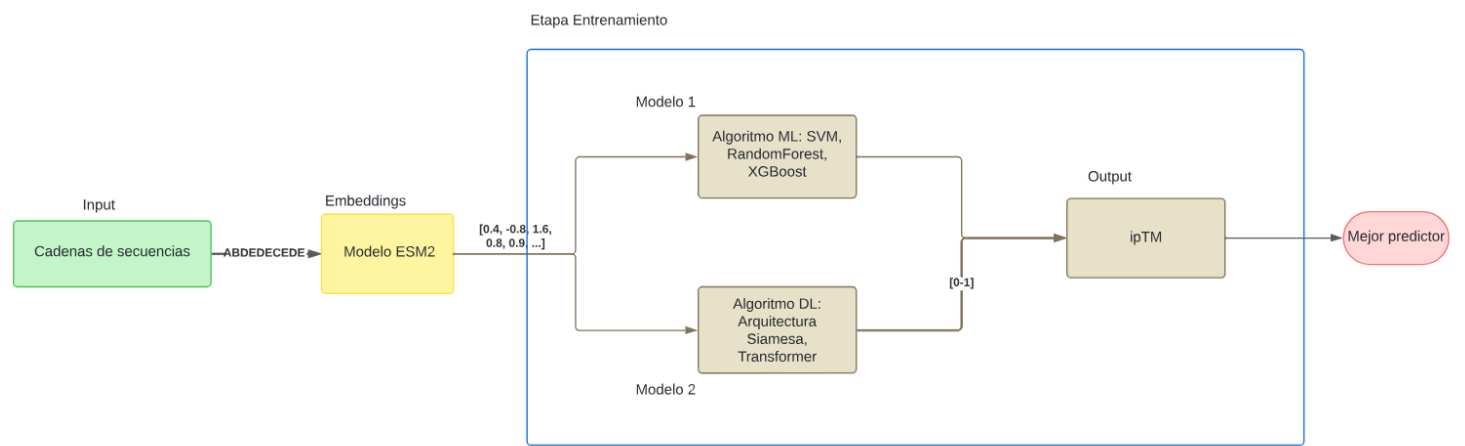 Etapa Entrenamiento
Modelo 1
Algoritmo ML: SVM,
RandomForest,
XGBoost
Input
Cadenas de secuencias
ABDEDECEDE
Embeddings
Modelo ESM2
[0.4, -0.8, 1.6,
0.8, 0.9, ...]
Algoritmo DL:
Arquitectura
Siamesa,
Transformer
Modelo 2
[0-1]
Output
ipTM
Mejor predictor